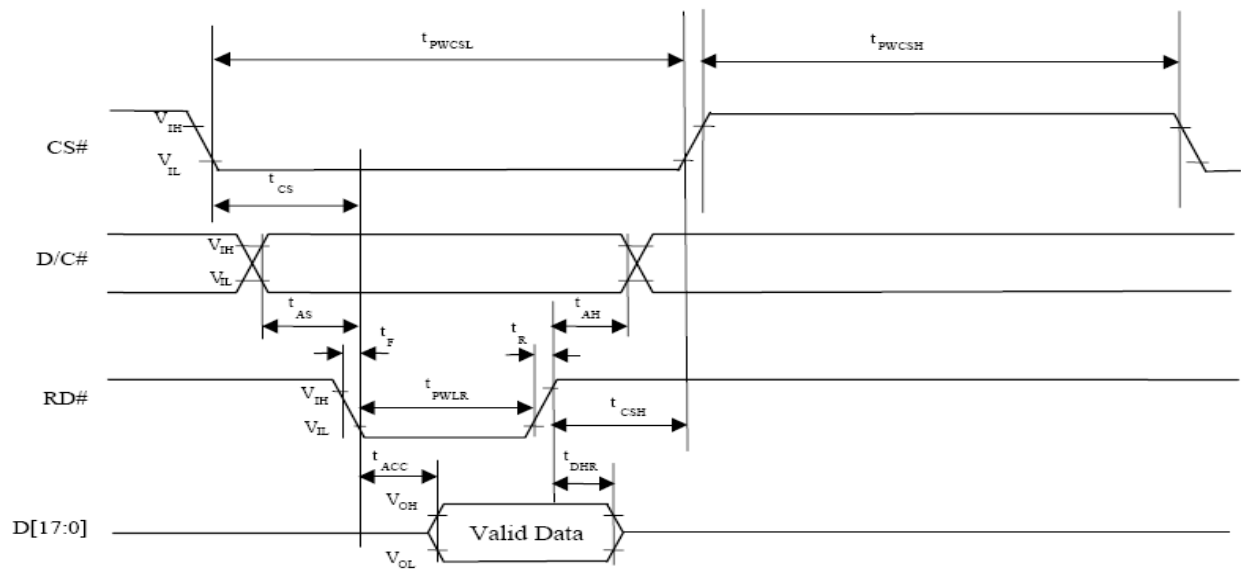 t PWCSL
t PWCSH
CS#
V IH
V IL
t CS
D/C#
V IH
V IL
t AS
t F
t R
t AH
RD#
V IH
V IL
t PWLR
t CSH
t ACC
t DHR
D[17:0]
V OH
V OL
Valid Data